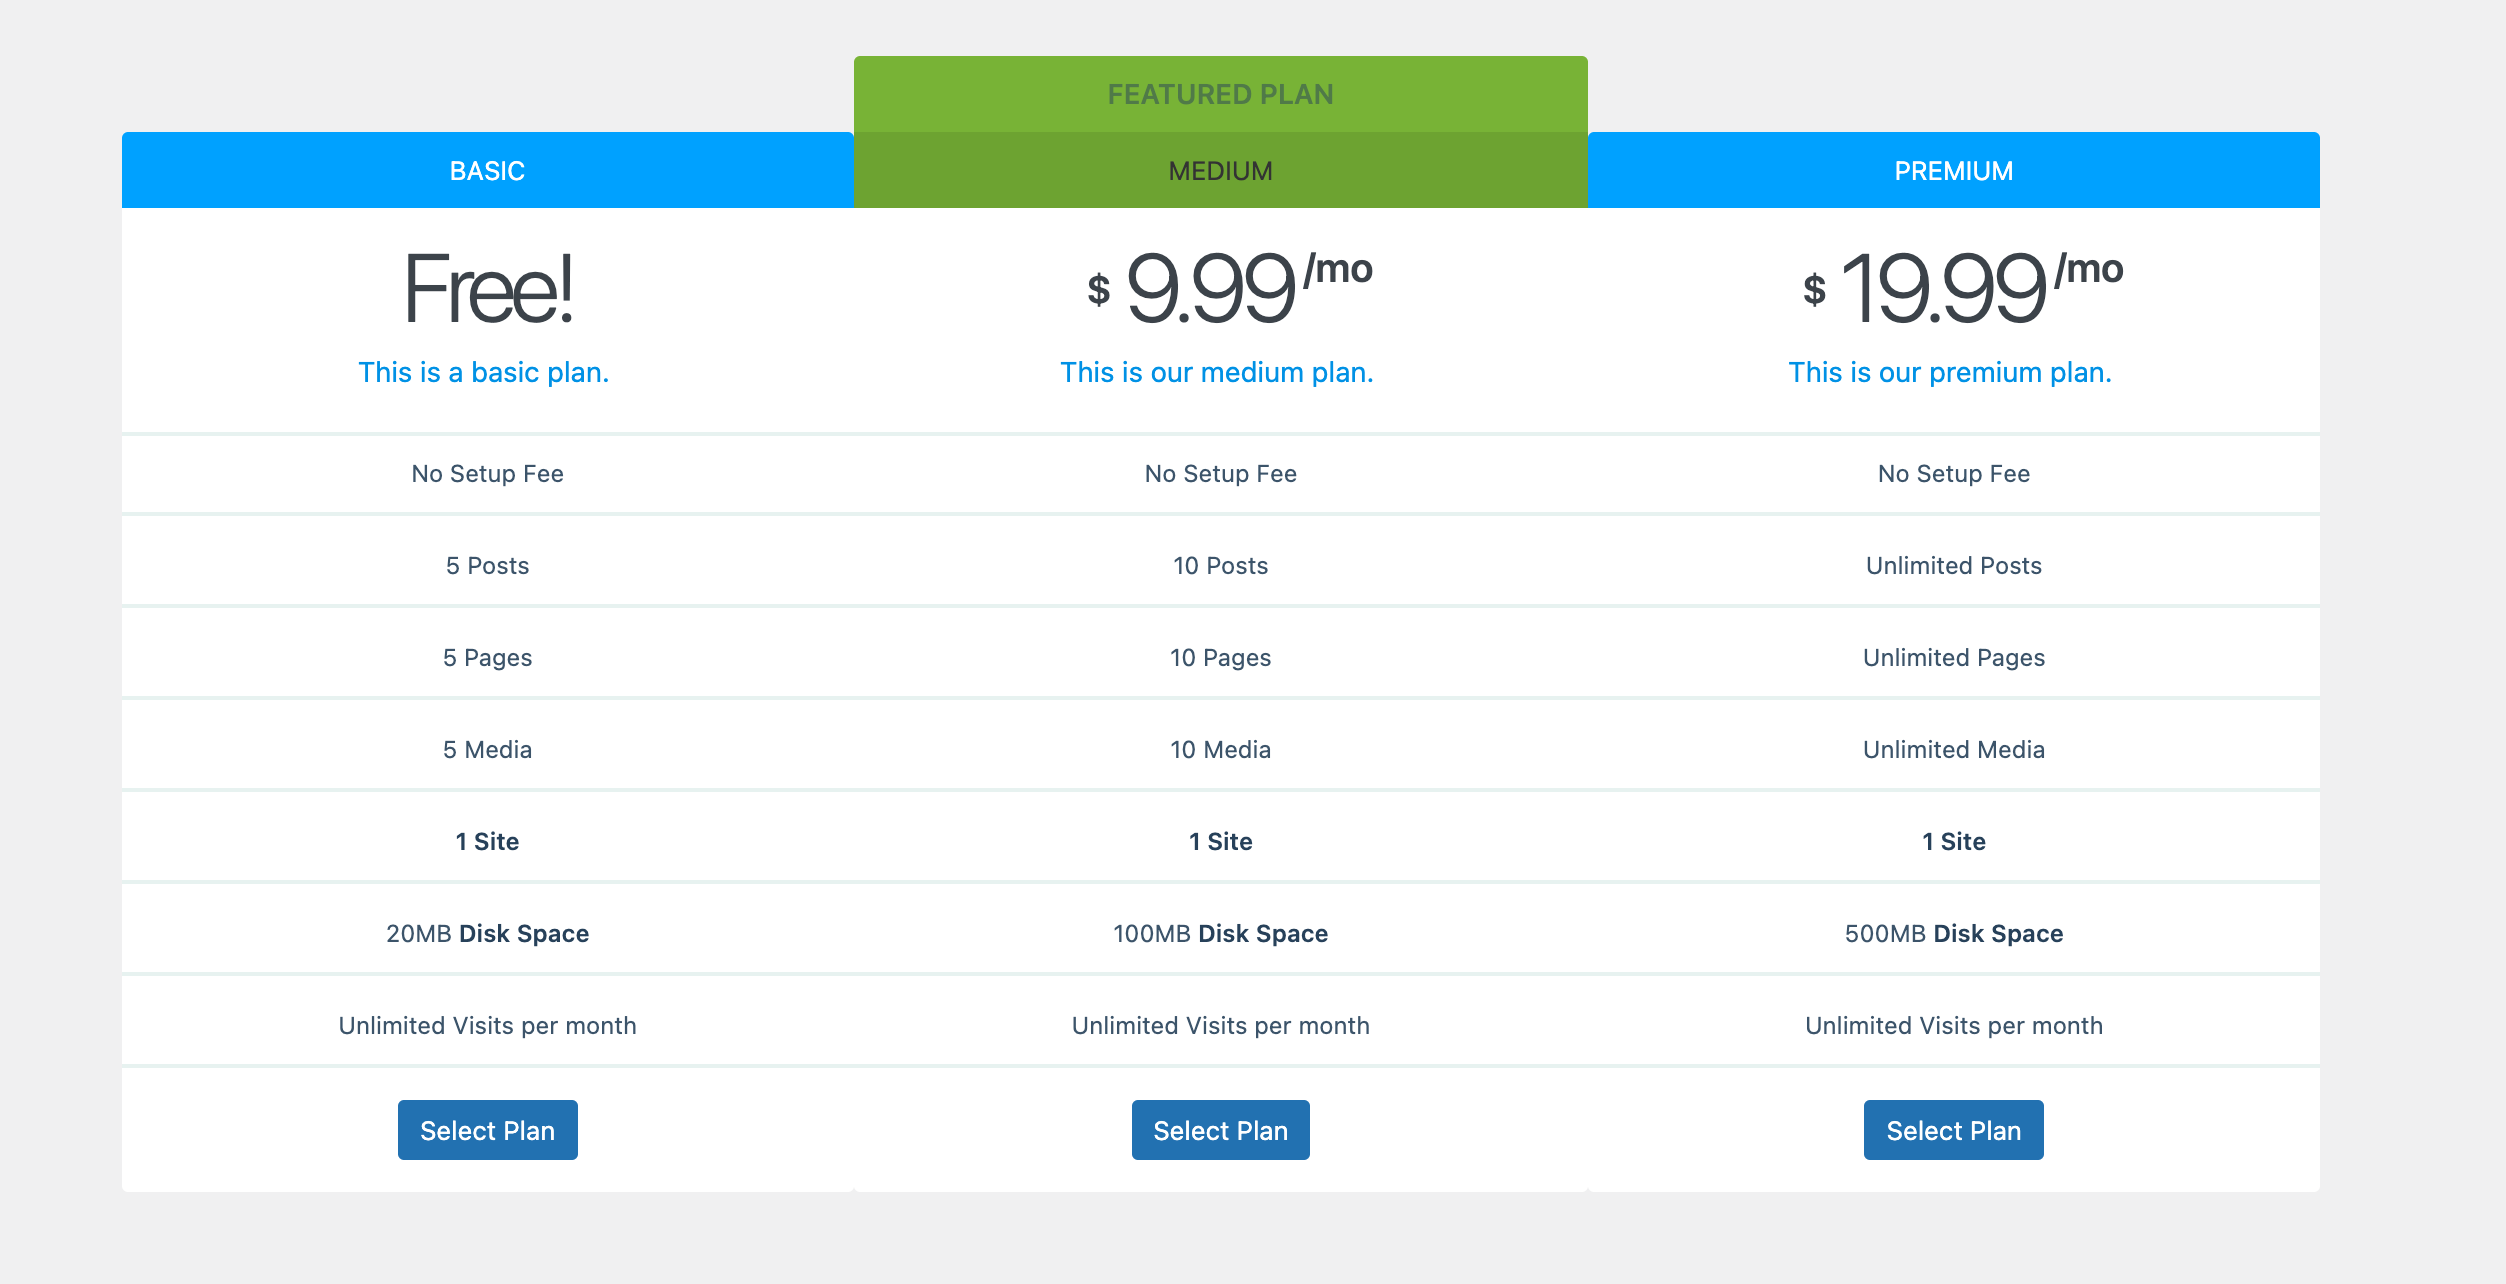 FEATURED PLAN
BASIC
MEDIUM
PREMIUM
Free!
$ 9.99 /mo
$ 19.99 /mo
This is a basic plan.
This is our medium plan.
This is our premium plan.
No Setup Fee
No Setup Fee
No Setup Fee
5 Posts
10 Posts
Unlimited Posts
5 Pages
10 Pages
Unlimited Pages
5 Media
10 Media
Unlimited Media
1 Site
1 Site
1 Site
20MB Disk Space
100MB Disk Space
500MB Disk Space
Unlimited Visits per month
Unlimited Visits per month
Unlimited Visits per month
Select Plan
Select Plan
Select Plan